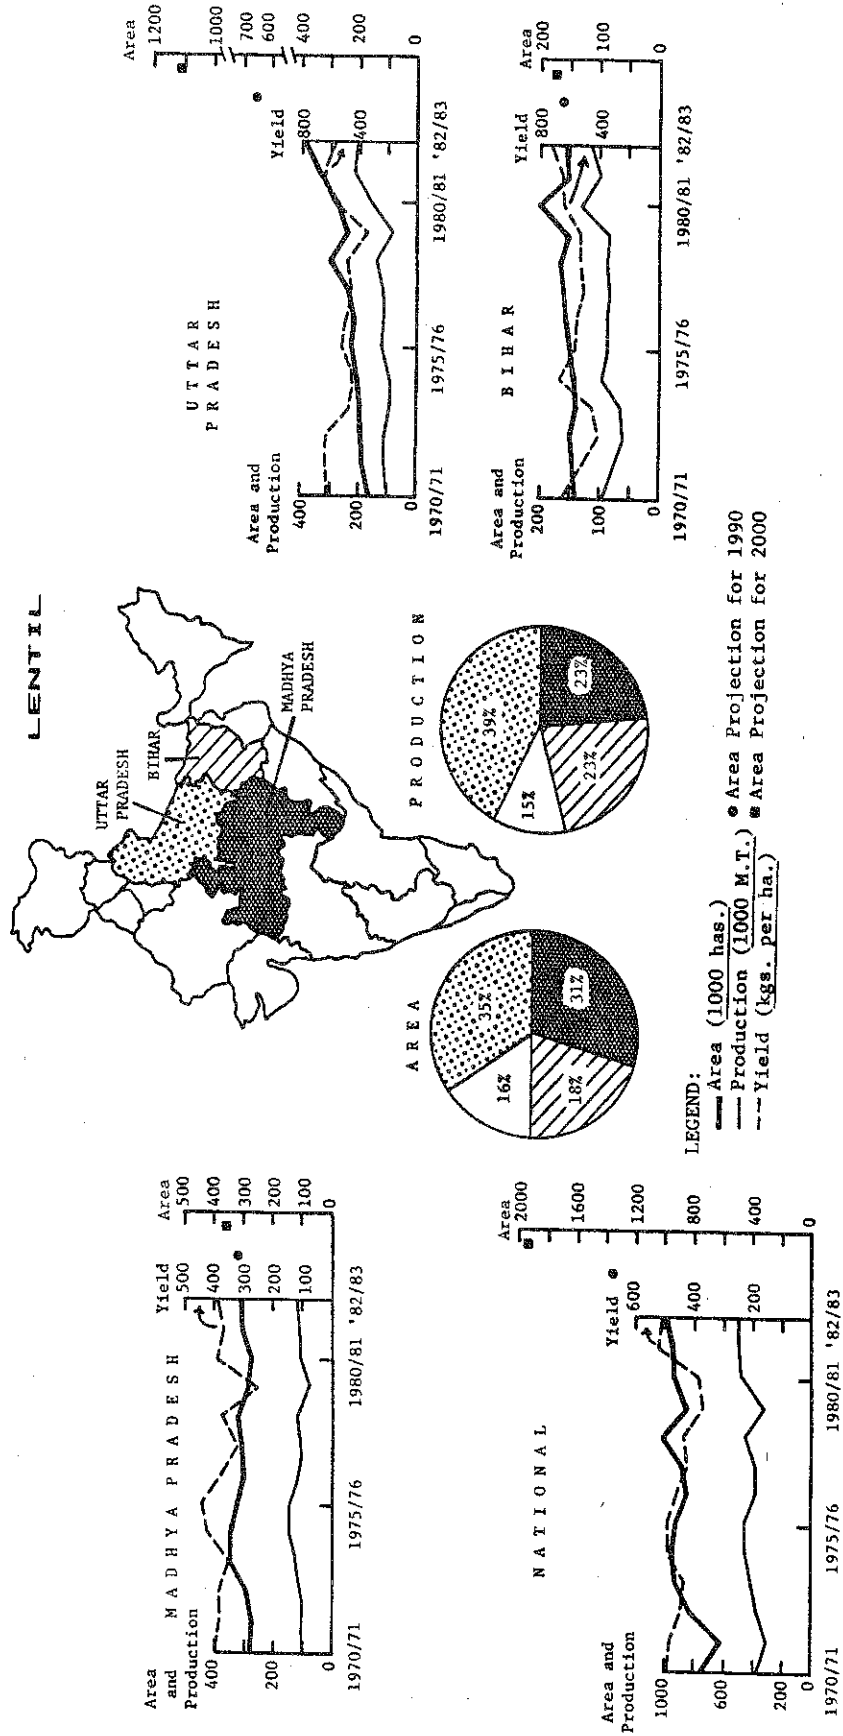 LENTIL
MADHYA PRADESH
Area
and
Production
400
200
0
1970/71
1975/76
1980/81 '82/83
Yield
500
400
300
200
100
Area
500
400
300
200
100
0
UTTAR
PRADESH
BIHAR
MADHYA
PRADESH
UTTAR
PRADESH
Area and
Production
400
200
0
1970/71
1975/76
1980/81 '82/83
Yield
800
400
Area
1200
1000
700
600
400
200
0
NATIONAL
Area and
Production
1000
600
200
1970/71
1975/76
1980/81 '82/83
Yield
600
400
200
Area
2000
1600
1200
800
400
0
AREA
35%
31%
18%
16%
PRODUCTION
39%
23%
23%
15%
BIHAR
Area and
Production
200
100
0
1970/71
1975/76
1980/81 '82/83
Yield
800
400
Area
200
100
0
LEGEND:
Area (1000 has.)
Production (1000 M.T.)
Yield (kgs. per ha.)
Area Projection for 1990
Area Projection for 2000